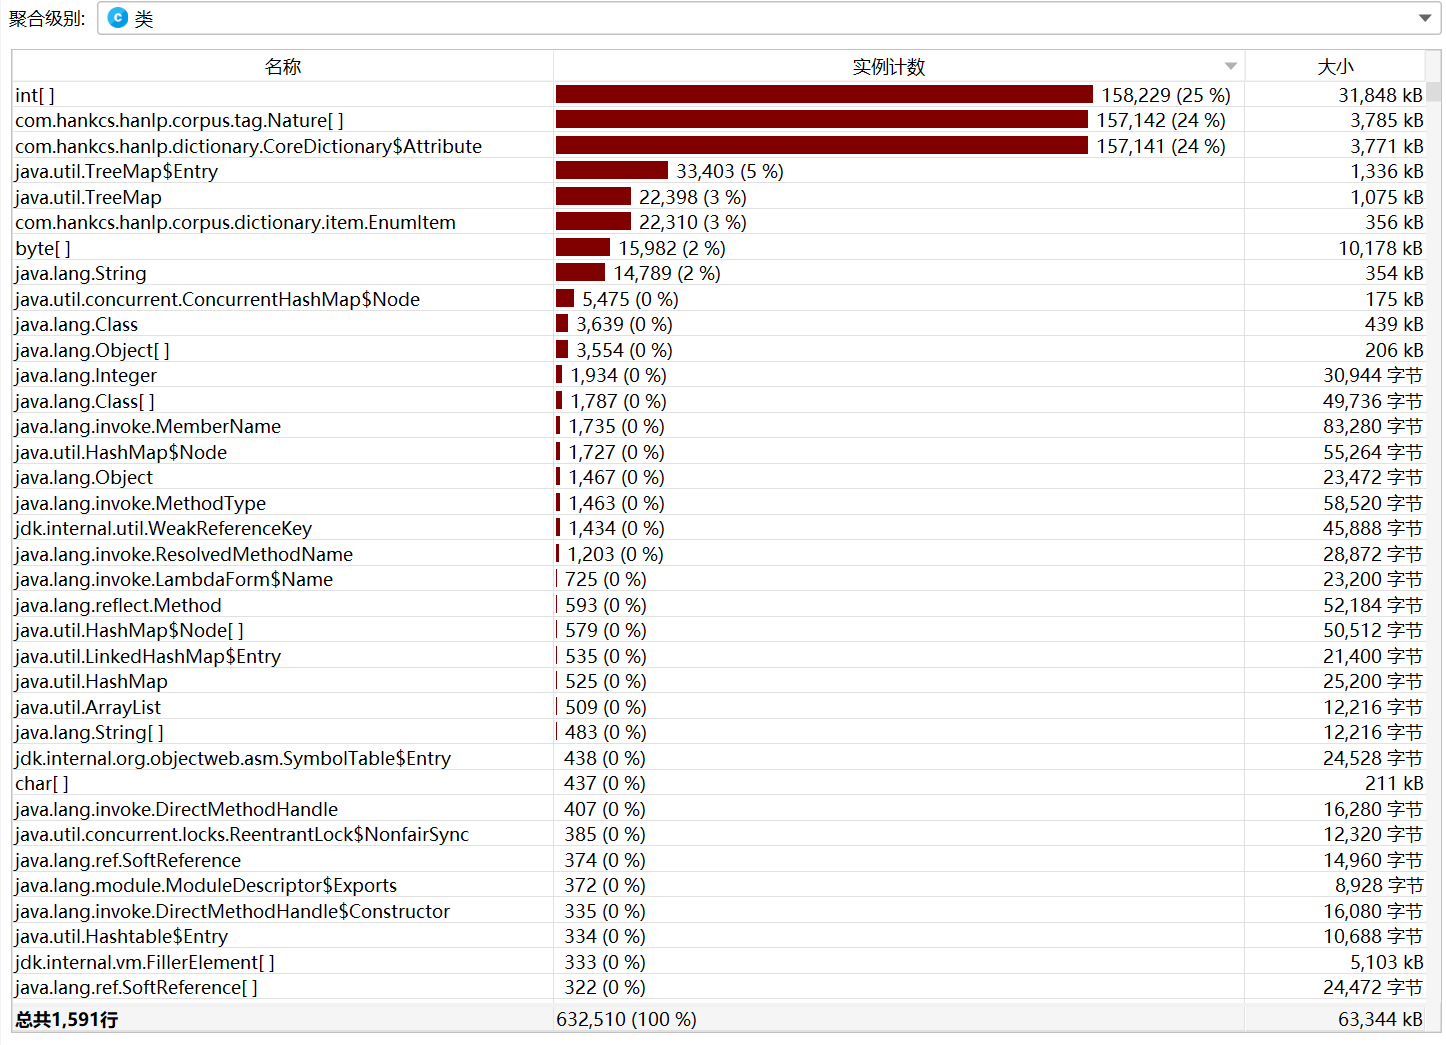 聚合级别: C 类
名称 实例计数 大小
int[ ] 158,229 (25 %) 31,848 kB
com.hankcs.hanlp.corpus.tag.Nature[ ] 157,142 (24 %) 3,785 kB
com.hankcs.hanlp.dictionary.CoreDictionary$Attribute 157,141 (24 %) 3,771 kB
java.util.TreeMap$Entry 33,403 (5 %) 1,336 kB
java.util.TreeMap 22,398 (3 %) 1,075 kB
com.hankcs.hanlp.corpus.dictionary.item.EnumItem 22,310 (3 %) 356 kB
byte[ ] 15,982 (2 %) 10,178 kB
java.lang.String 14,789 (2 %) 354 kB
java.util.concurrent.ConcurrentHashMap$Node 5,475 (0 %) 175 kB
java.lang.Class 3,639 (0 %) 439 kB
java.lang.Object[ ] 3,554 (0 %) 206 kB
java.lang.Integer 1,934 (0 %) 30,944 字节
java.lang.Class[ ] 1,787 (0 %) 49,736 字节
java.lang.invoke.MemberName 1,735 (0 %) 83,280 字节
java.util.HashMap$Node 1,727 (0 %) 55,264 字节
java.lang.Object 1,467 (0 %) 23,472 字节
java.lang.invoke.MethodType 1,463 (0 %) 58,520 字节
jdk.internal.util.WeakReferenceKey 1,434 (0 %) 45,888 字节
java.lang.invoke.ResolvedMethodName 1,203 (0 %) 28,872 字节
java.lang.invoke.LambdaForm$Name 725 (0 %) 23,200 字节
java.lang.reflect.Method 593 (0 %) 52,184 字节
java.util.HashMap$Node[ ] 579 (0 %) 50,512 字节
java.util.LinkedHashMap$Entry 535 (0 %) 21,400 字节
java.util.HashMap 525 (0 %) 25,200 字节
java.util.ArrayList 509 (0 %) 12,216 字节
java.lang.String[ ] 483 (0 %) 12,216 字节
jdk.internal.org.objectweb.asm.SymbolTable$Entry 438 (0 %) 24,528 字节
char[ ] 437 (0 %) 211 kB
java.lang.invoke.DirectMethodHandle 407 (0 %) 16,280 字节
java.util.concurrent.locks.ReentrantLock$NonfairSync 385 (0 %) 12,320 字节
java.lang.ref.SoftReference 374 (0 %) 14,960 字节
java.lang.module.ModuleDescriptor$Exports 372 (0 %) 8,928 字节
java.lang.invoke.DirectMethodHandle$Constructor 335 (0 %) 16,080 字节
java.util.Hashtable$Entry 334 (0 %) 10,688 字节
jdk.internal.vm.FillerElement[ ] 333 (0 %) 5,103 kB
java.lang.ref.SoftReference[ ] 322 (0 %) 24,472 字节
总共1,591行 632,510 (100 %) 63,344 kB